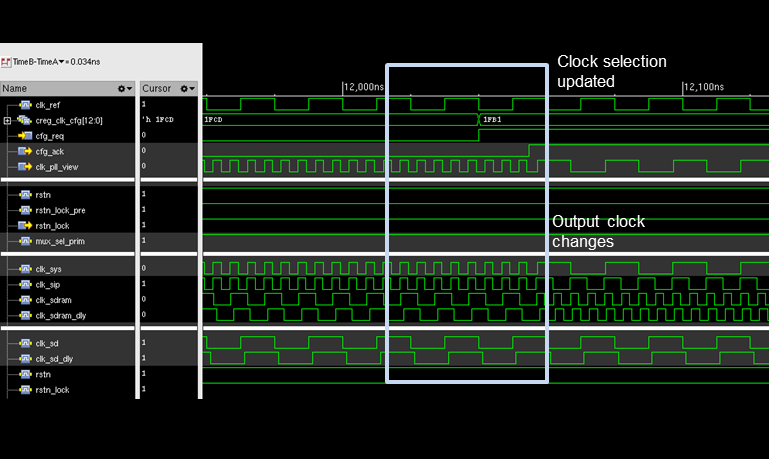 TimeB-TimeA▼= 0.034ns
Clock selection
updated
Name Cursor 12,000ns 12,100ns
clk_ref 1
creg_clk_cfg[12:0] 'h 1FCD 1FCD 1FB1
cfg_req 0
cfg_ack 0
clk_pll_view 0
rstn 1
rstn_lock_pre 1
rstn_lock 1
mux_sel_prim 1
Output clock
changes
clk_sys 0
clk_sip 1
clk_sdram 0
clk_sdram_dly 0
clk_sd 1
clk_sd_dly 1
rstn 1
rstn_lock 1